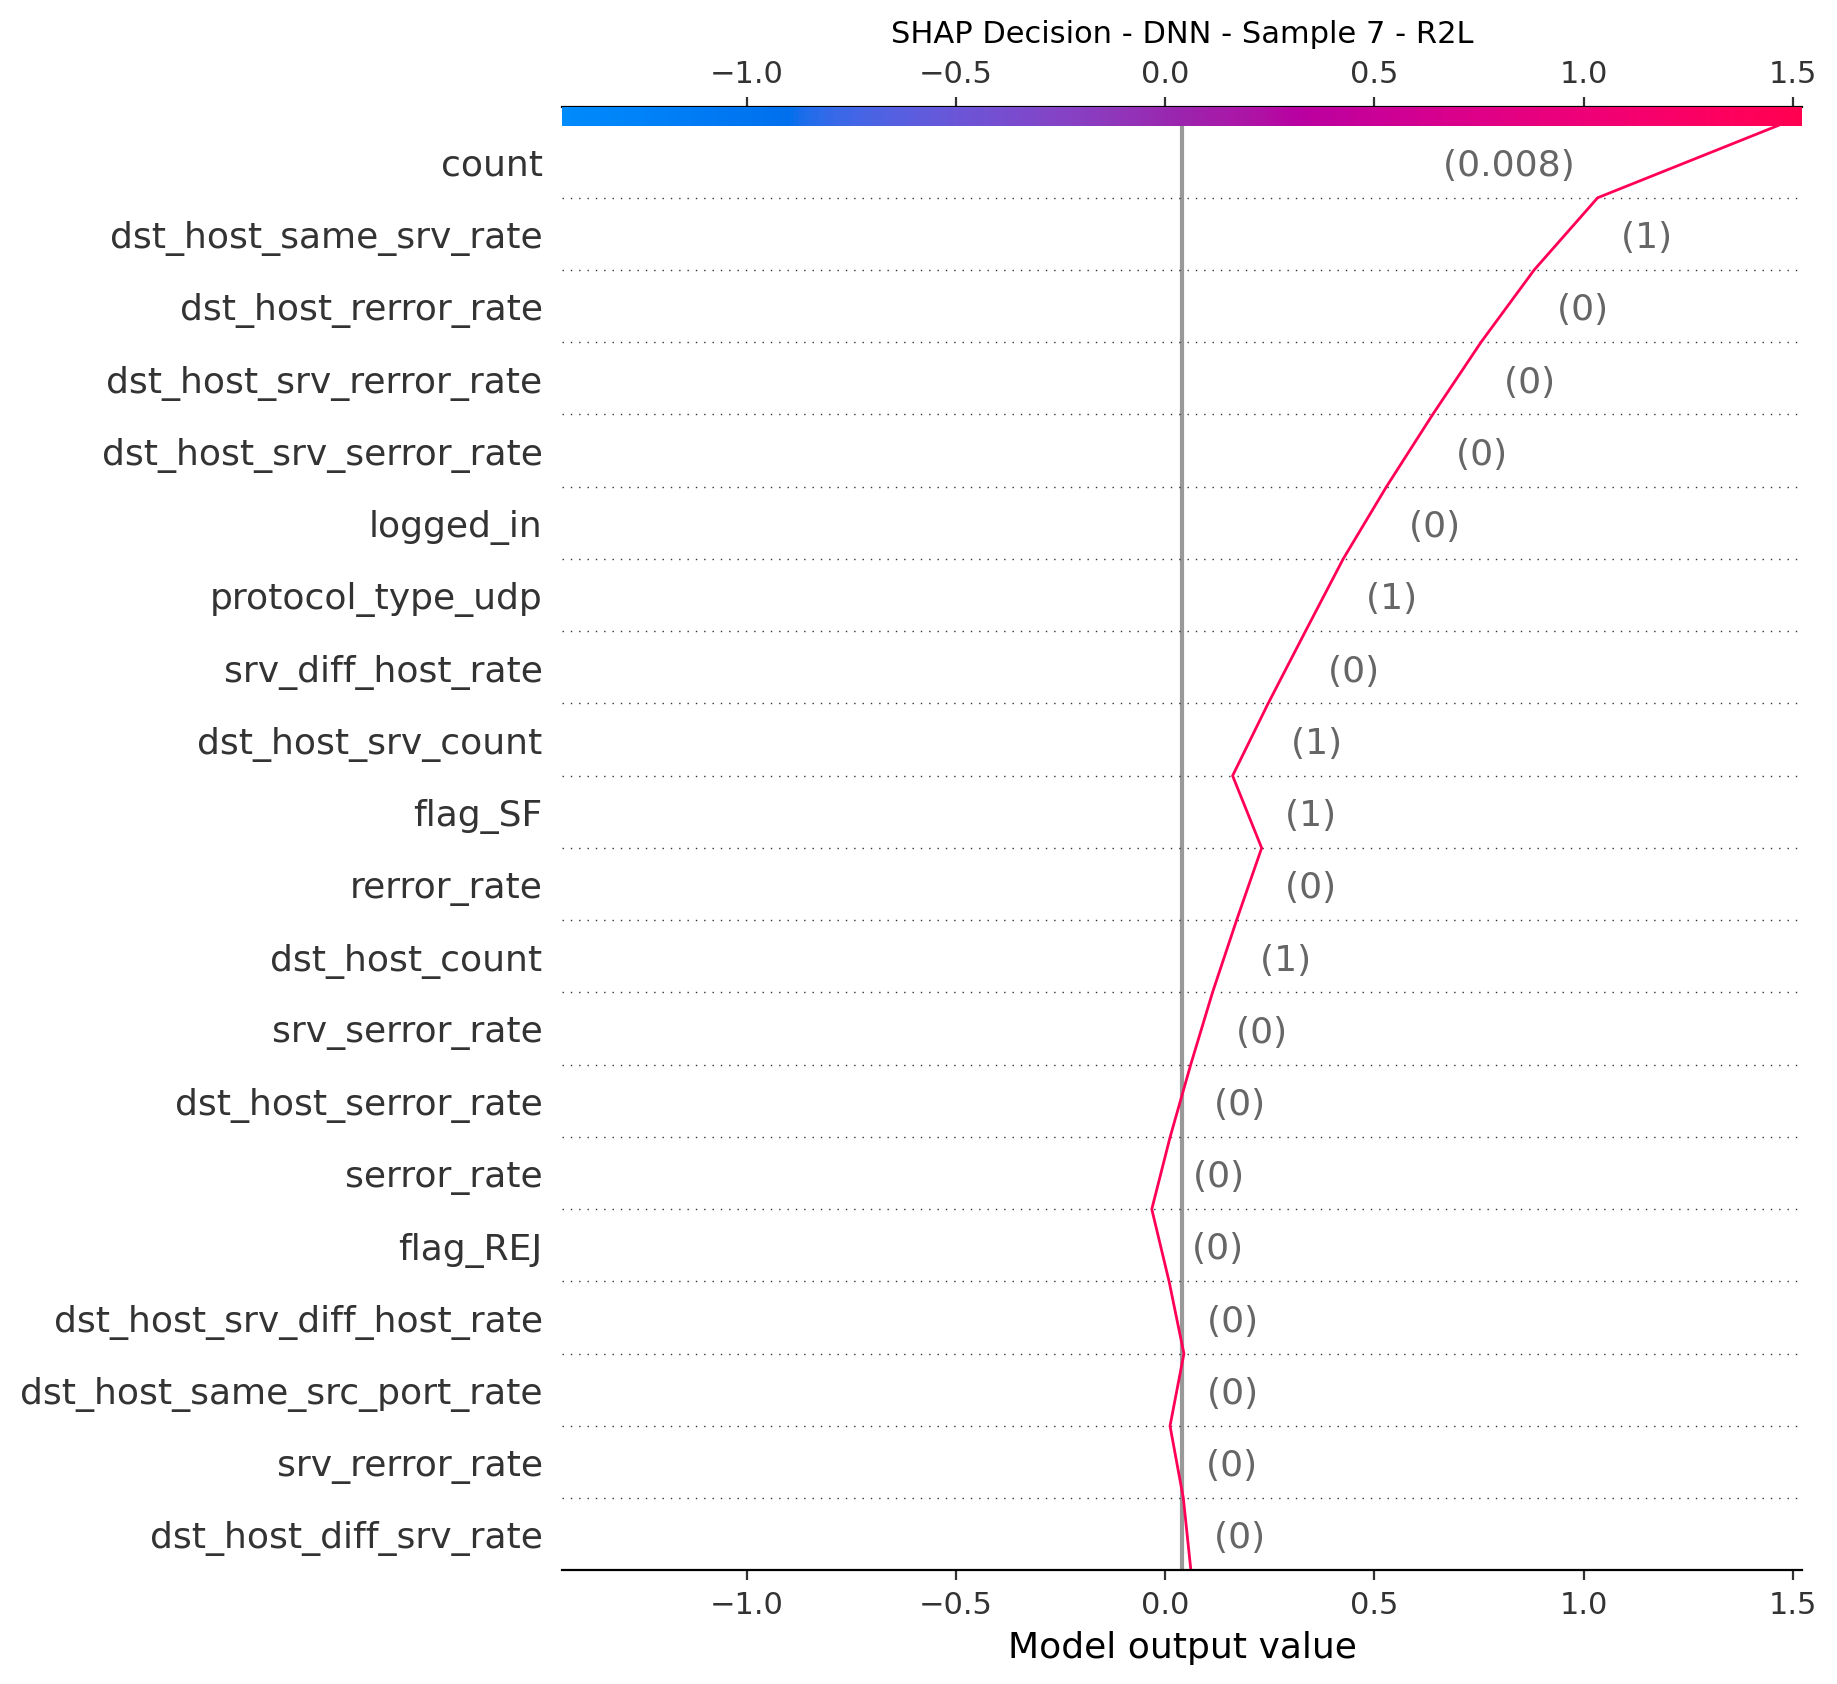 SHAP Decision - DNN - Sample 7 - R2L
−1.0 −0.5 0.0 0.5 1.0 1.5
count (0.008)
dst_host_same_srv_rate (1)
dst_host_rerror_rate (0)
dst_host_srv_rerror_rate (0)
dst_host_srv_serror_rate (0)
logged_in (0)
protocol_type_udp (1)
srv_diff_host_rate (0)
dst_host_srv_count (1)
flag_SF (1)
rerror_rate (0)
dst_host_count (1)
srv_serror_rate (0)
dst_host_serror_rate (0)
serror_rate (0)
flag_REJ (0)
dst_host_srv_diff_host_rate (0)
dst_host_same_src_port_rate (0)
srv_rerror_rate (0)
dst_host_diff_srv_rate (0)
−1.0 −0.5 0.0 0.5 1.0 1.5
Model output value